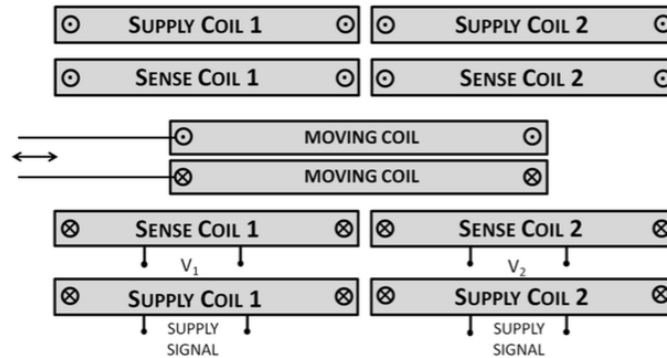 SUPPLY COIL 1 SUPPLY COIL 2
SENSE COIL 1 SENSE COIL 2
MOVING COIL
MOVING COIL
SENSE COIL 1 SENSE COIL 2
V₁ V₂
SUPPLY COIL 1 SUPPLY COIL 2
SUPPLY SUPPLY
SIGNAL SIGNAL